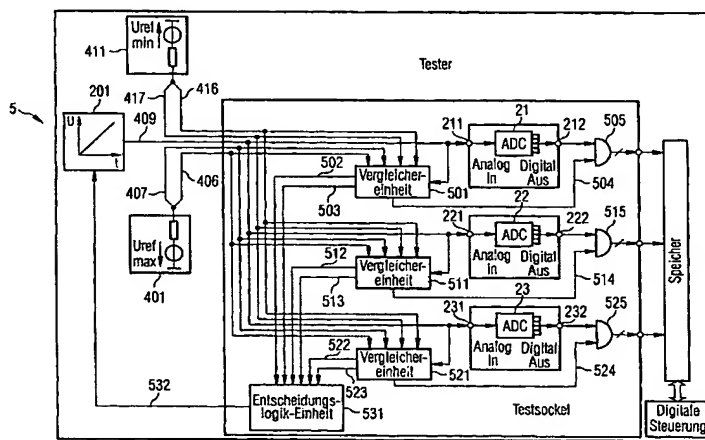 Uref
min
411
Tester
416
417
201
409
5
U
t
211
21
212
505
ADC
Analog
In
Digital
Aus
502
503
Vergleicher-
einheit
501
504
407
406
Uref
max
401
221
22
222
515
ADC
Analog
In
Digital
Aus
512
513
Vergleicher-
einheit
511
514
Speicher
231
23
232
525
ADC
Analog
In
Digital
Aus
522
523
Vergleicher-
einheit
521
524
532
Entscheidungs-
logik-Einheit
531
Testsockel
Digitale
Steuerung